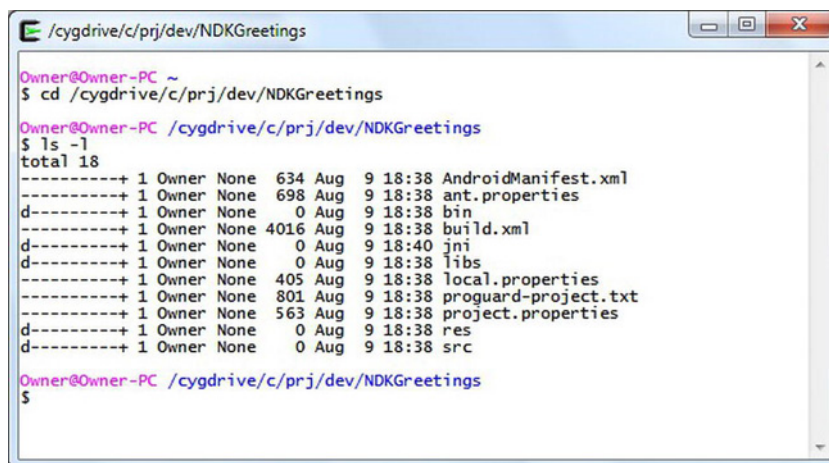 /cygdrive/c/prj/dev/NDKGreetings
Owner@Owner-PC ~
$ cd /cygdrive/c/prj/dev/NDKGreetings
Owner@Owner-PC /cygdrive/c/prj/dev/NDKGreetings
$ ls -l
total 18
----------+ 1 Owner None  634 Aug  9 18:38 AndroidManifest.xml
----------+ 1 Owner None  698 Aug  9 18:38 ant.properties
d---------+ 1 Owner None    0 Aug  9 18:38 bin
----------+ 1 Owner None 4016 Aug  9 18:38 build.xml
d---------+ 1 Owner None    0 Aug  9 18:40 jni
d---------+ 1 Owner None    0 Aug  9 18:38 libs
----------+ 1 Owner None  405 Aug  9 18:38 local.properties
----------+ 1 Owner None  801 Aug  9 18:38 proguard-project.txt
----------+ 1 Owner None  563 Aug  9 18:38 project.properties
d---------+ 1 Owner None    0 Aug  9 18:38 res
d---------+ 1 Owner None    0 Aug  9 18:38 src
Owner@Owner-PC /cygdrive/c/prj/dev/NDKGreetings
$